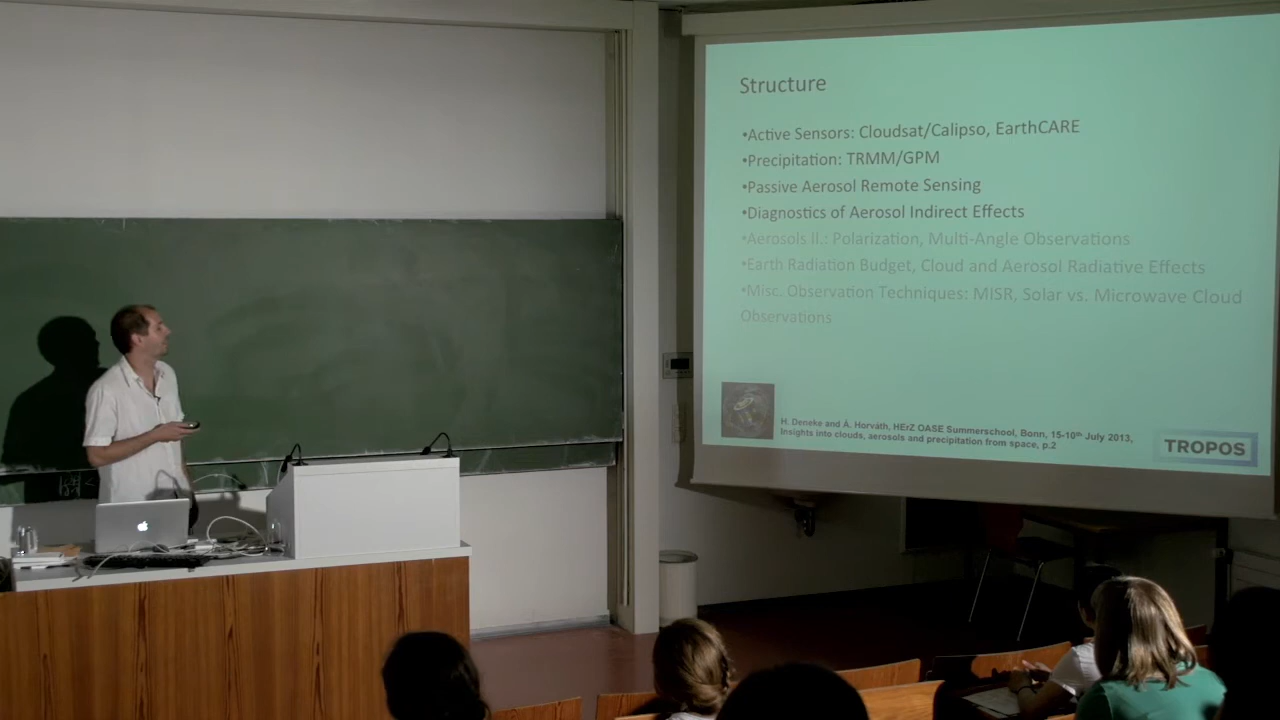 Structure
•Active Sensors: Cloudsat/Calipso, EarthCARE
•Precipitation: TRMM/GPM
•Passive Aerosol Remote Sensing
•Diagnostics of Aerosol Indirect Effects
•Aerosols II.: Polarization, Multi-Angle Observations
•Earth Radiation Budget, Cloud and Aerosol Radiative Effects
•Misc. Observation Techniques: MISR, Solar vs. Microwave Cloud
Observations
H. Deneke and Á. Horváth, HErZ OASE Summerschool, Bonn, 15-10th July 2013,
Insights into clouds, aerosols and precipitation from space, p.2
TROPOS